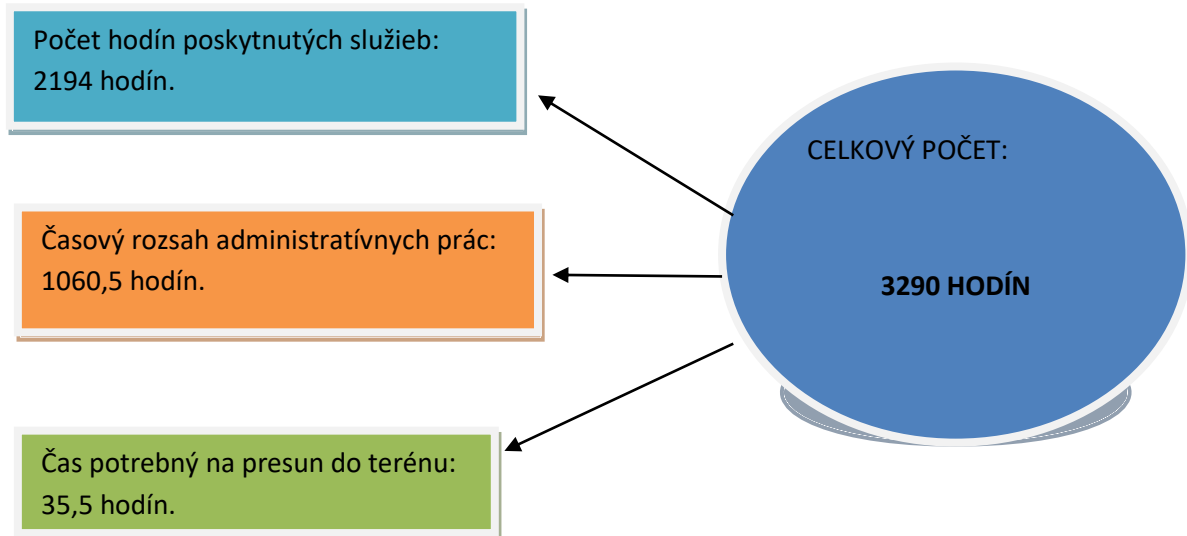 Počet hodín poskytnutých služieb:
2194 hodín.
CELKOVÝ POČET:
3290 HODÍN
Časový rozsah administratívnych prác:
1060,5 hodín.
Čas potrebný na presun do terénu:
35,5 hodín.